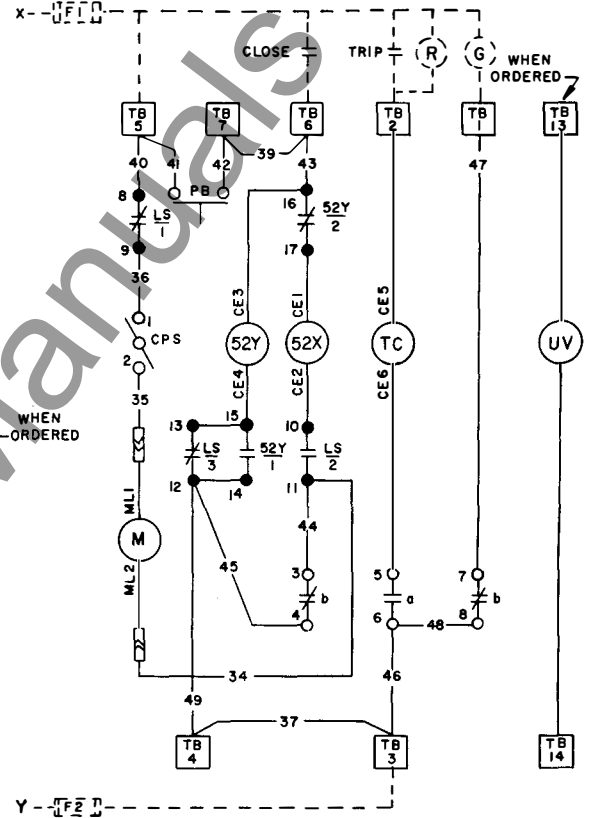 X F1
CLOSE TRIP R G
WHEN
ORDERED
TB 5
TB 7
TB 6
TB 2
TB 1
TB 13
40 41 42 39 43 47
8 PB 16
LS 1
52Y 2
9 17
36
CE3 CE1 CE5
1
CPS
2
52Y 52X TC UV
CE4 CE2 CE6
35
WHEN
ORDERED
13 15 10
LS 3
52Y 1
LS 2
12 14 11
ML1
M
ML2
45 44
3 5 7
b a b
4 6 48 8
34 46
49
37
TB 4
TB 3
TB 14
Y F2
Manuals